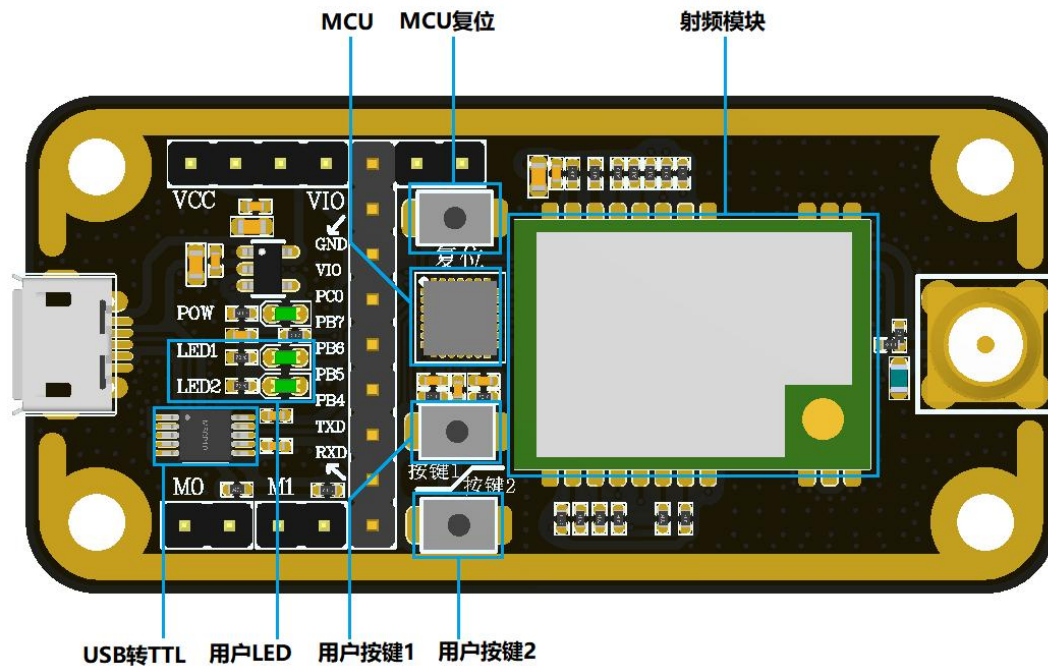 MCU
MCU复位
射频模块
VCC
VIO
GND
VIO
PC0
PB7
PB6
PB5
PB4
TXD
RXD
复位
POW
LED1
LED2
M0
M1
按键1
按键2
USB转TTL
用户LED
用户按键1
用户按键2